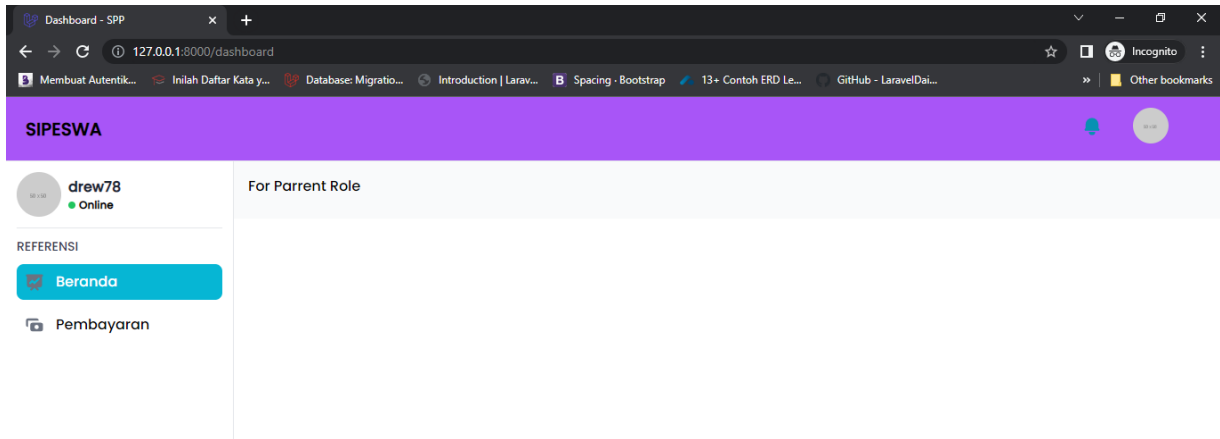 Dashboard - SPP
127.0.0.1:8000/dashboard
Incognito
Membuat Autentik...
Inilah Daftar Kata y...
Database: Migratio...
Introduction | Larav...
Spacing · Bootstrap
13+ Contoh ERD Le...
GitHub - LaravelDai...
»
Other bookmarks
SIPESWA
drew78
Online
For Parrent Role
REFERENSI
Beranda
Pembayaran